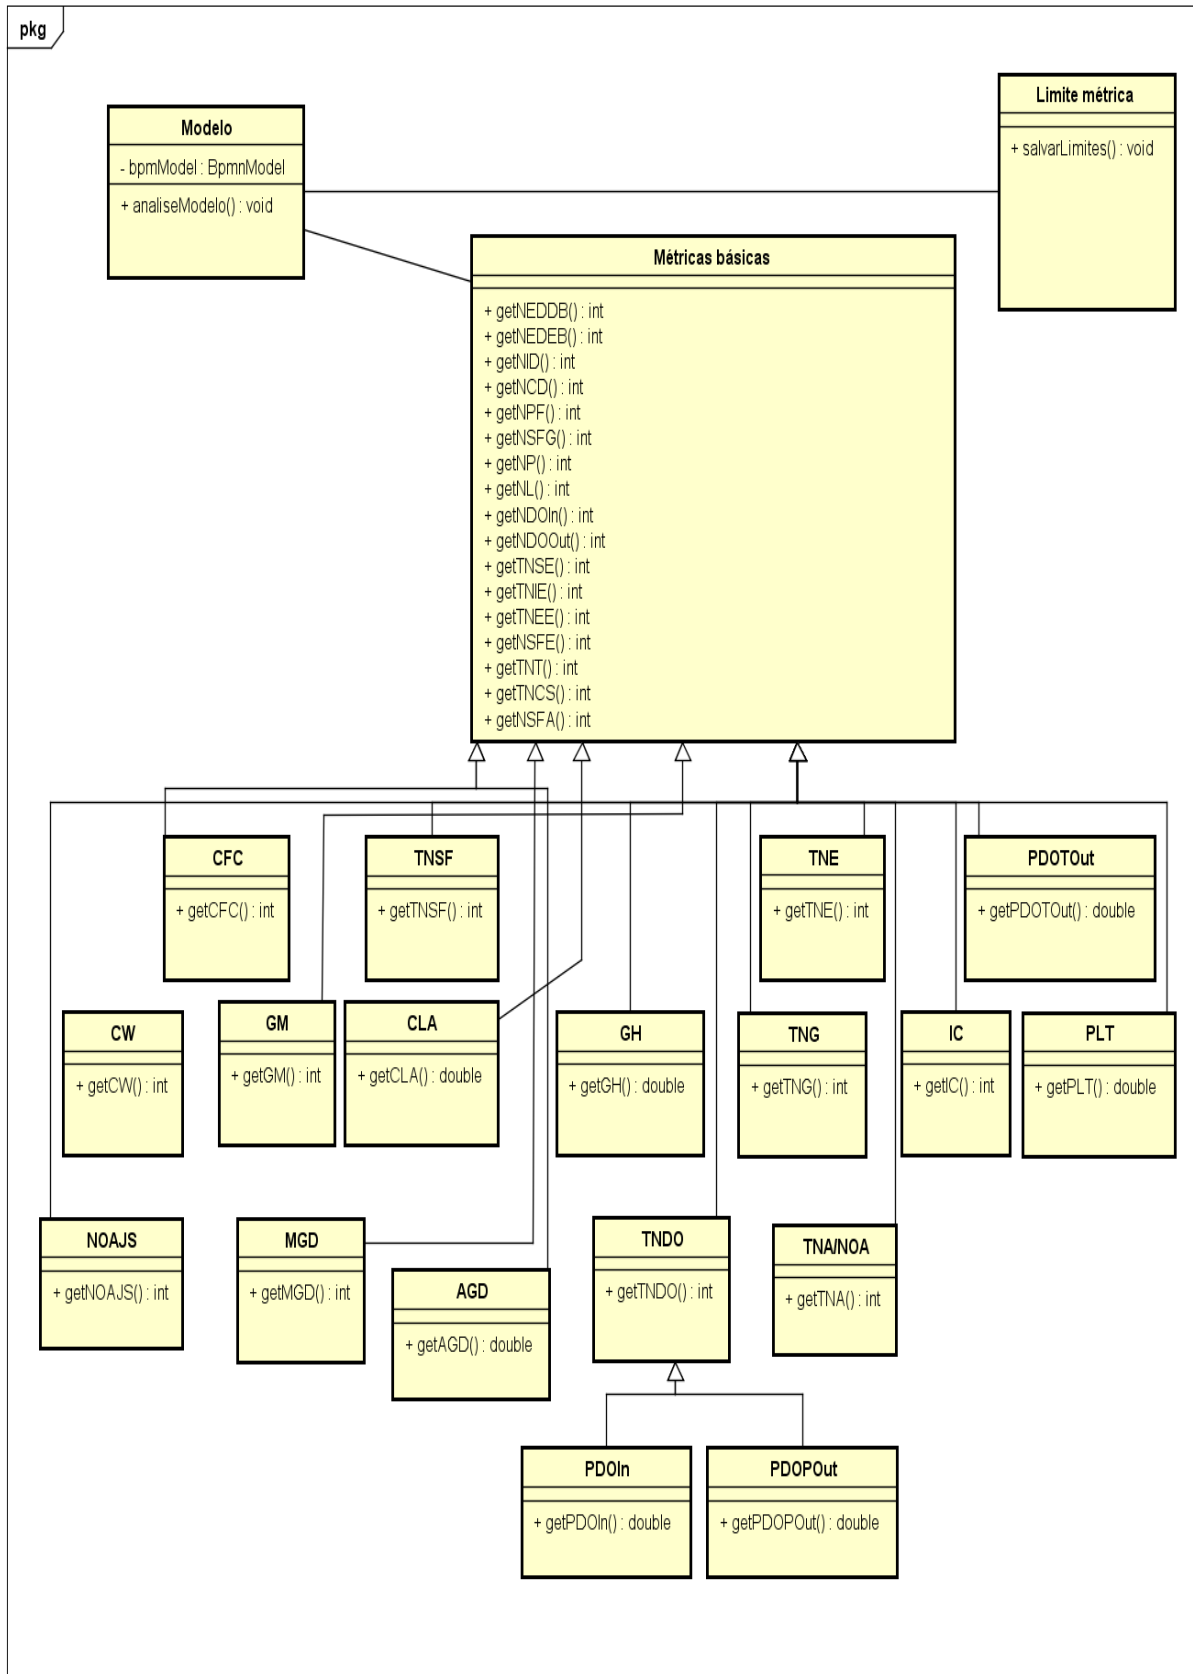 pkg
Modelo
- bpmModel : BpmnModel
+ analiseModelo() : void
Limite métrica
+ salvarLimites() : void
Métricas básicas
+ getNEDDB() : int
+ getNEDEB() : int
+ getNID() : int
+ getNCD() : int
+ getNPF() : int
+ getNSFG() : int
+ getNP() : int
+ getNL() : int
+ getNDOIn() : int
+ getNDOOut() : int
+ getTNSE() : int
+ getTNIE() : int
+ getTNEE() : int
+ getNSFE() : int
+ getTNT() : int
+ getTNCS() : int
+ getNSFA() : int
CFC
+ getCFC() : int
TNSF
+ getTNSF() : int
TNE
+ getTNE() : int
PDOTOut
+ getPDOTOut() : double
CW
+ getCW() : int
GM
+ getGM() : int
CLA
+ getCLA() : double
GH
+ getGH() : double
TNG
+ getTNG() : int
IC
+ getIC() : int
PLT
+ getPLT() : double
NOAJS
+ getNOAJS() : int
MGD
+ getMGD() : int
AGD
+ getAGD() : double
TNDO
+ getTNDO() : int
TNA/NOA
+ getTNA() : int
PDOIn
+ getPDOIn() : double
PDOPOut
+ getPDOPOut() : double